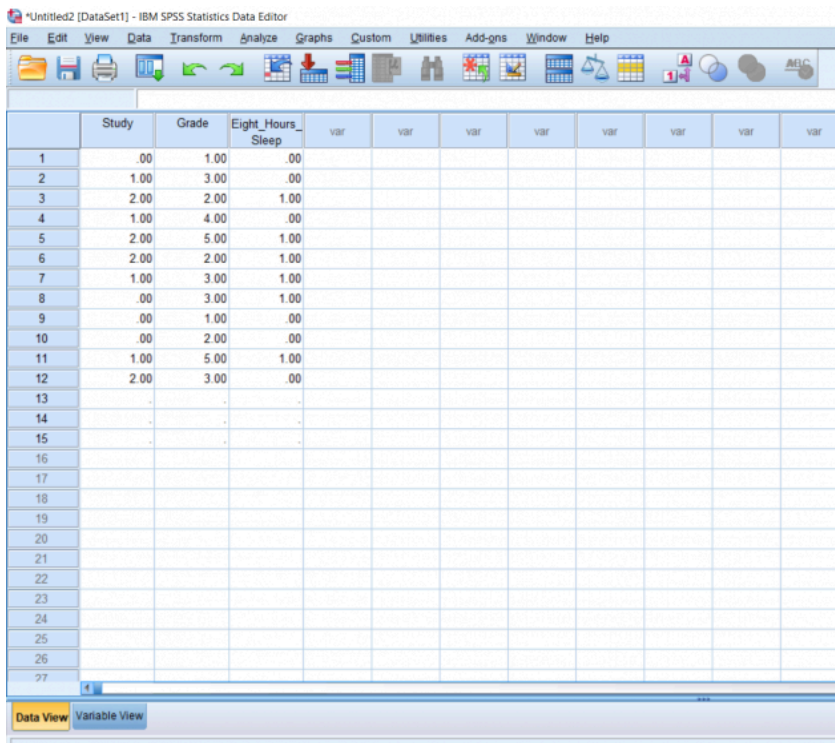 *Untitled2 [DataSet1] - IBM SPSS Statistics Data Editor
File Edit View Data Transform Analyze Graphs Custom Utilities Add-ons Window Help
A
1 ABC
Study Grade Eight_Hours_ var var var var var var var var
Sleep
1 .00 1.00 .00
2 1.00 3.00 .00
3 2.00 2.00 1.00
4 1.00 4.00 .00
5 2.00 5.00 1.00
6 2.00 2.00 1.00
7 1.00 3.00 1.00
8 .00 3.00 1.00
9 .00 1.00 .00
10 .00 2.00 .00
11 1.00 5.00 1.00
12 2.00 3.00 .00
13 . . .
14 . . .
15 . . .
16
17
18
19
20
21
22
23
24
25
26
27
Data View Variable View